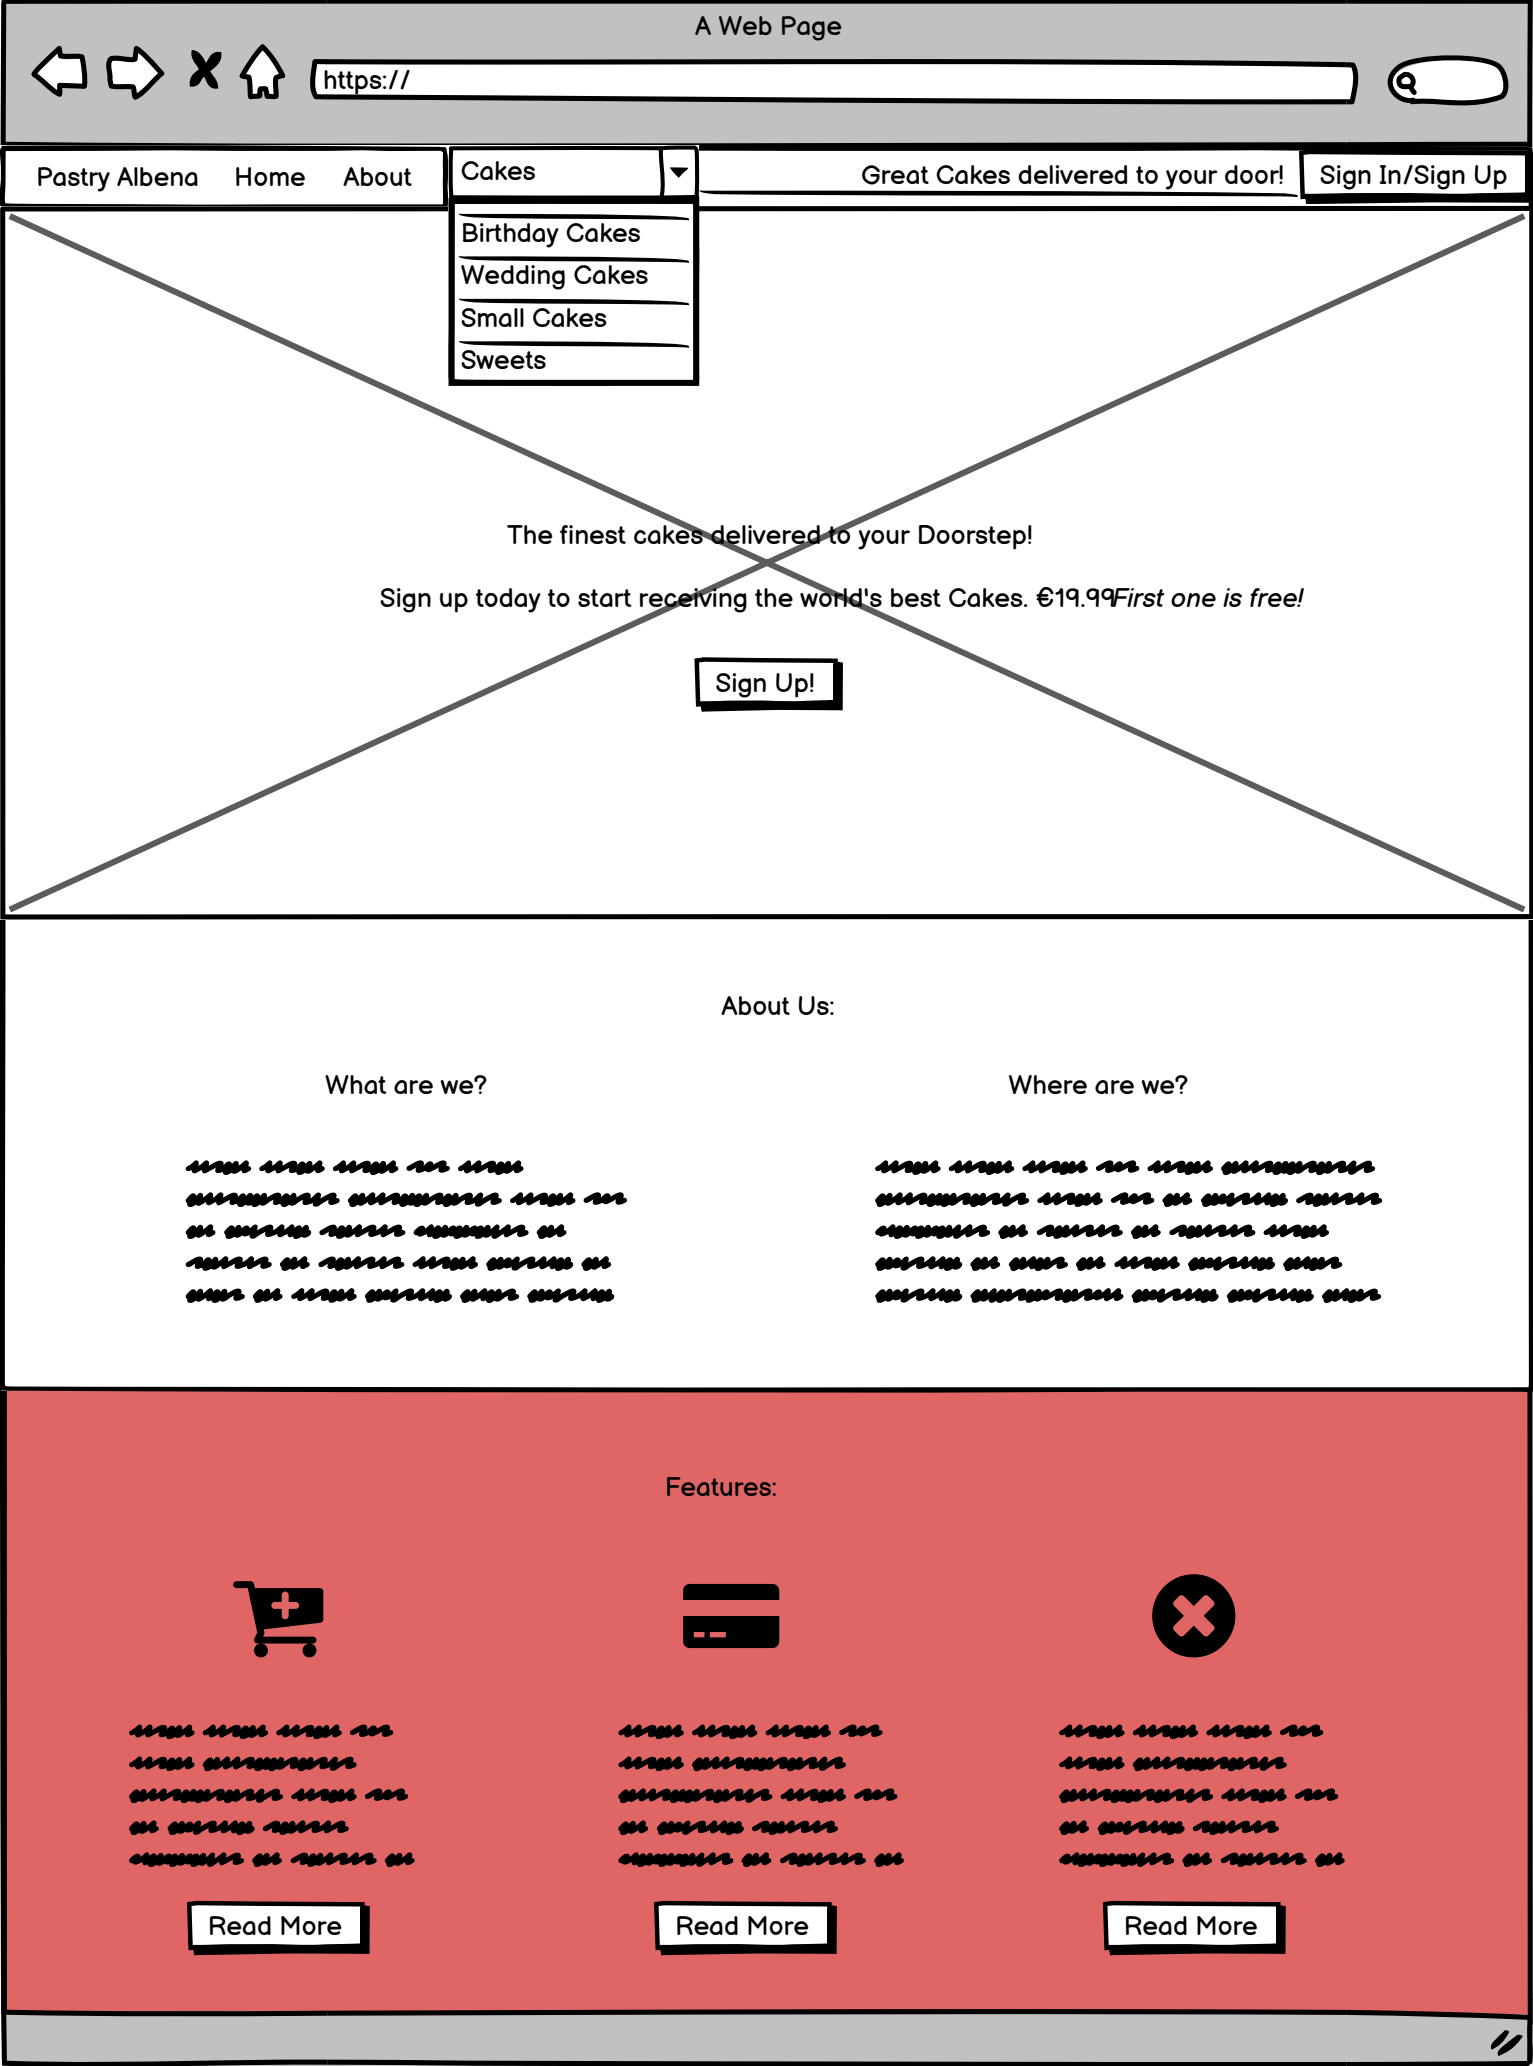 A Web Page
https://
Pastry Albena Home About Cakes Great Cakes delivered to your door! Sign In/Sign Up
Birthday Cakes
Wedding Cakes
Small Cakes
Sweets
The finest cakes delivered to your Doorstep!
Sign up today to start receiving the world's best Cakes. €19.99 First one is free!
Sign Up!
About Us:
What are we? Where are we?
Features:
Read More Read More Read More